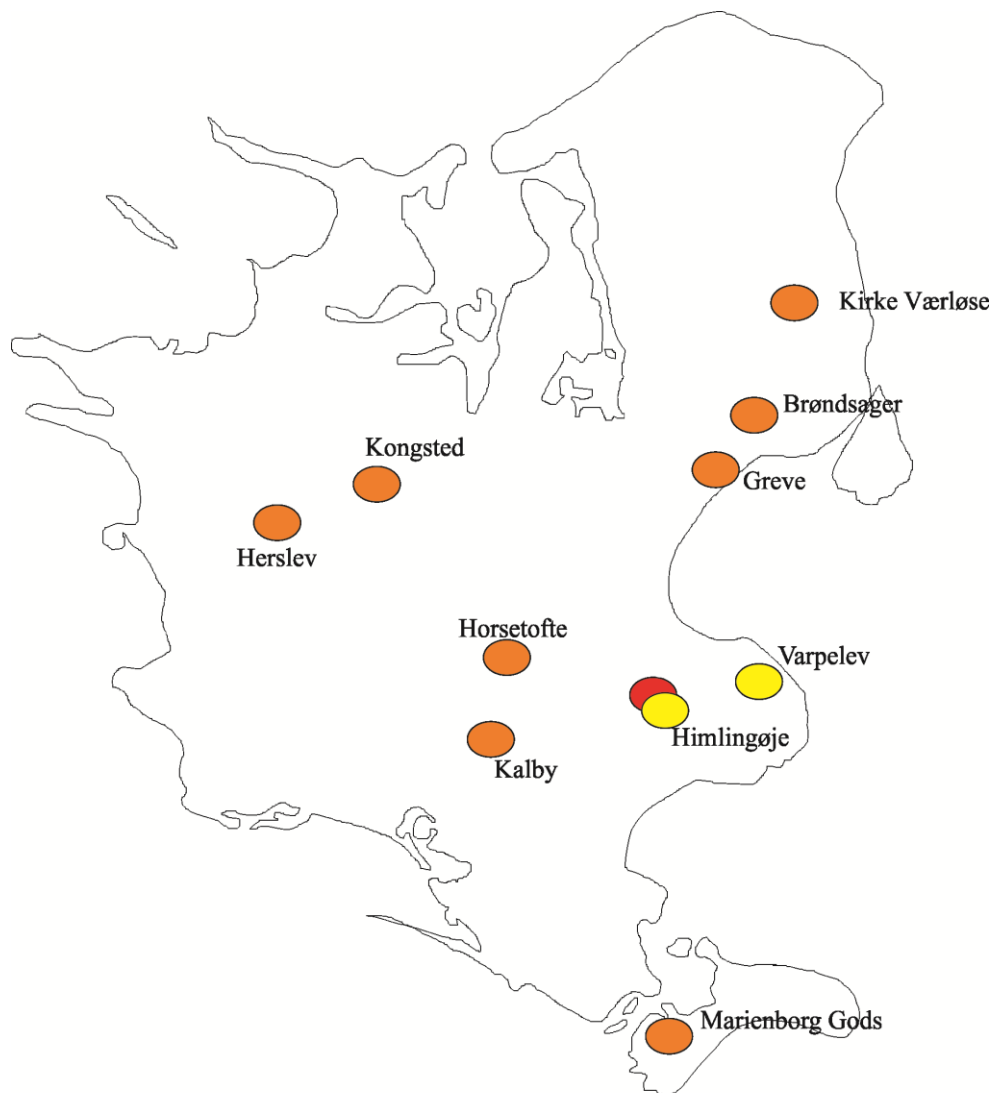 Kirke Værløse
Brøndsager
Kongsted
Greve
Herslev
Horsetofte
Varpelev
Himlingøje
Kalby
Marienborg Gods